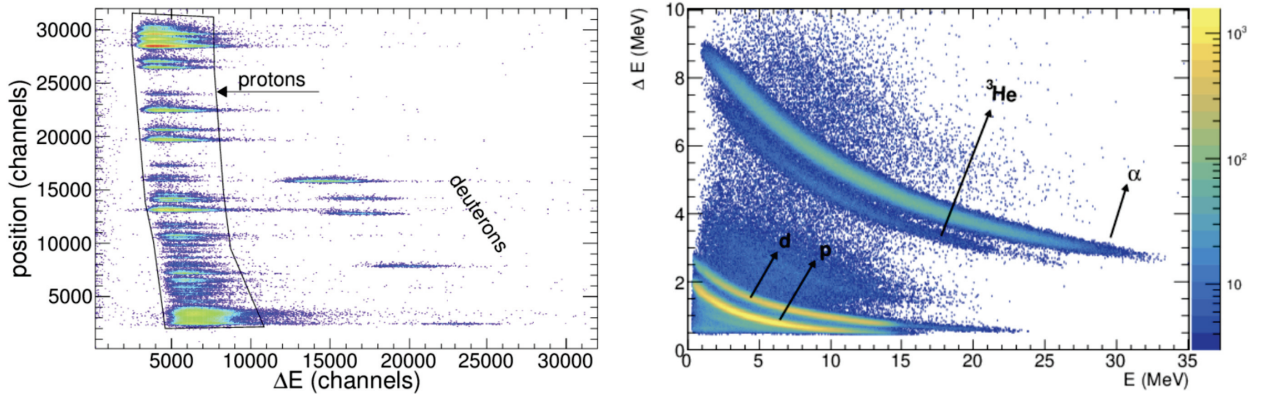 30000
25000
20000
15000
10000
5000
position (channels)
protons
deuterons
5000 10000 15000 20000 25000 30000
ΔE (channels)
10
8
6
4
2
0
Δ E (MeV)
³He
α
d
p
0 5 10 15 20 25 30 35
E (MeV)
10³
10²
10